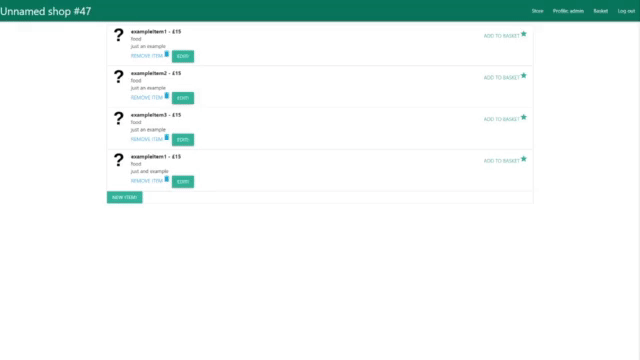 Unnamed shop #47
Store Profile: admin Basket Log out
exampleItem1 - £15
food
just an example
REMOVE ITEM EDIT!
ADD TO BASKET
exampleItem2 - £15
food
just an example
REMOVE ITEM EDIT!
ADD TO BASKET
exampleItem3 - £15
food
just an example
REMOVE ITEM EDIT!
ADD TO BASKET
exampleItem1 - £15
food
just and example
REMOVE ITEM EDIT!
ADD TO BASKET
NEW ITEM!